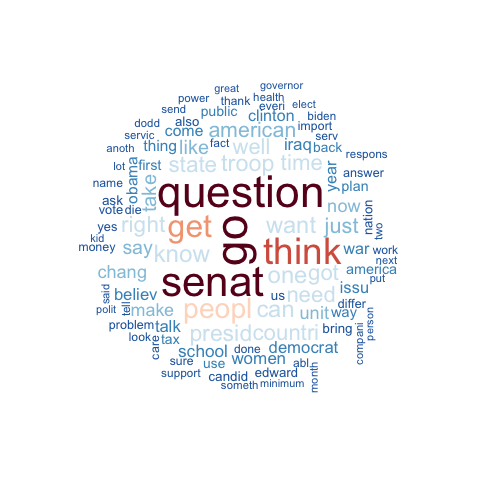 great
governor
power
thank
health
everi
elect
send
public
clinton
biden
dodd
also
american
import
servic
come
fact
serv
anoth
thing
like
well
iraq
back
respons
lot
first
state
troop
time
year
answer
name
obama
take
question
plan
ask
vote
die
right
get
go
want
just
now
nation
two
yes
kid
money
say
know
think
war
work
next
chang
senat
one
got
america
put
said
believ
peopl
can
us
need
issu
polit
tell
make
unit
way
differ
problem
talk
presid
countri
bring
person
compani
look
care
tax
school
done
democrat
sure
use
women
abl
support
candid
edward
someth
minimum
month